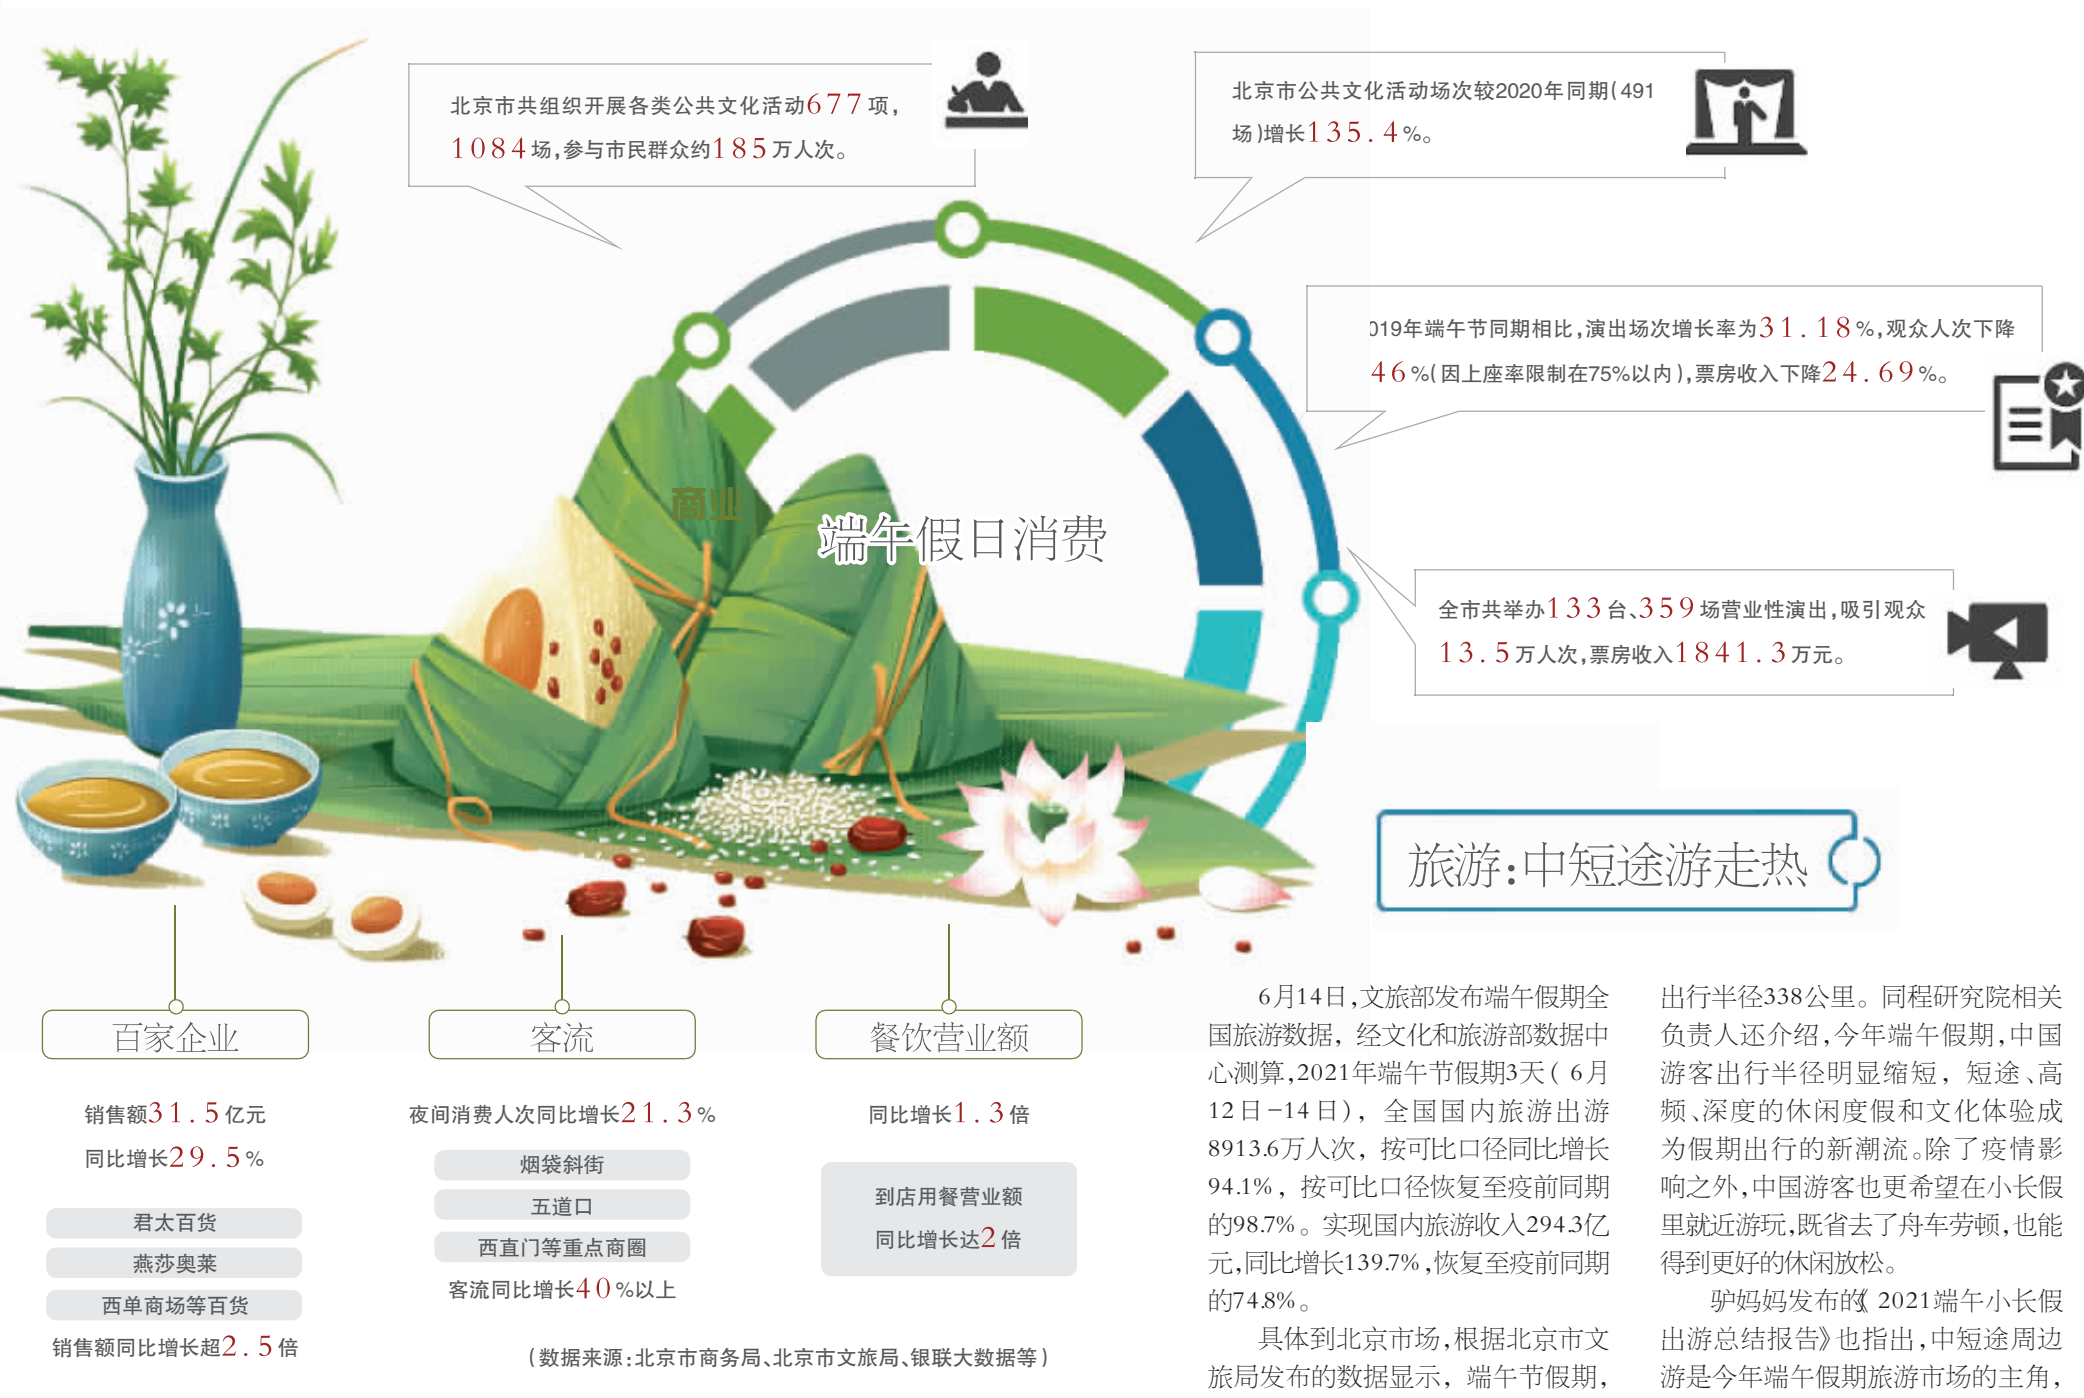 北京市共组织开展各类公共文化活动677项，
1084场，参与市民群众约185万人次。
北京市公共文化活动场次较2020年同期（491
场）增长135.4%。
019年端午节同期相比，演出场次增长率为31.18%，观众人次下降
46%（因上座率限制在75%以内），票房收入下降24.69%。
商业
端午假日消费
全市共举办133台、359场营业性演出，吸引观众
13.5万人次，票房收入1841.3万元。
旅游：中短途游走热
百家企业
销售额31.5亿元
同比增长29.5%
君太百货
燕莎奥莱
西单商场等百货
销售额同比增长超2.5倍
客流
夜间消费人次同比增长21.3%
烟袋斜街
五道口
西直门等重点商圈
客流同比增长40%以上
餐饮营业额
同比增长1.3倍
到店用餐营业额
同比增长达2倍
（数据来源：北京市商务局、北京市文旅局、银联大数据等）
6月14日，文旅部发布端午假期全
国旅游数据，经文化和旅游部数据中
心测算，2021年端午节假期3天（6月
12日-14日），全国国内旅游出游
8913.6万人次，按可比口径同比增长
94.1%，按可比口径恢复至疫前同期
的98.7%。实现国内旅游收入294.3亿
元，同比增长139.7%，恢复至疫前同期
的74.8%。
具体到北京市场，根据北京市文
旅局发布的数据显示，端午节假期，
出行半径338公里。同程研究院相关
负责人还介绍，今年端午假期，中国
游客出行半径明显缩短，短途、高
频、深度的休闲度假和文化体验成
为假期出行的新潮流。除了疫情影
响之外，中国游客也更希望在小长假
里就近游玩，既省去了舟车劳顿，也能
得到更好的休闲放松。
驴妈妈发布的《2021端午小长假
出游总结报告》也指出，中短途周边
游是今年端午假期旅游市场的主角，